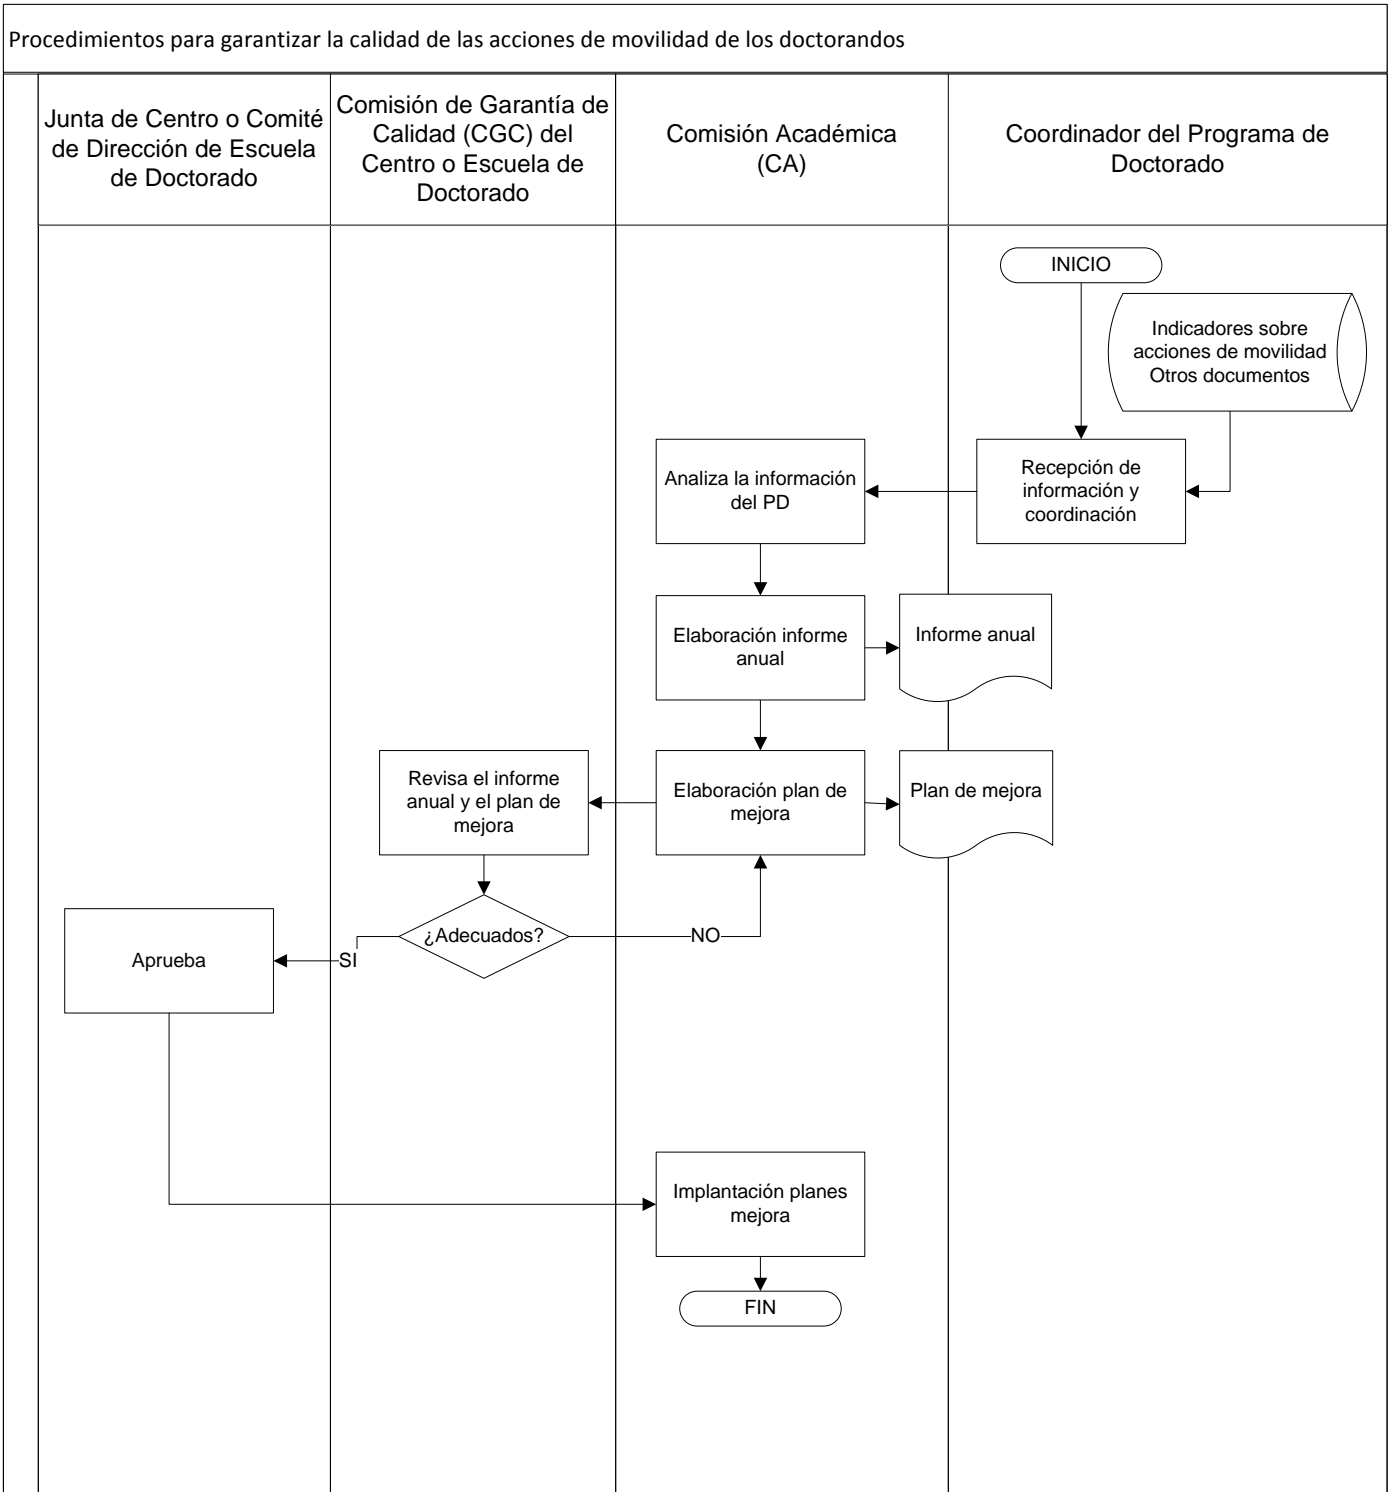 Procedimientos para garantizar la calidad de las acciones de movilidad de los doctorandos
Junta de Centro o Comité
de Dirección de Escuela
de Doctorado
Comisión de Garantía de
Calidad (CGC) del
Centro o Escuela de
Doctorado
Comisión Académica
(CA)
Coordinador del Programa de
Doctorado
INICIO
Indicadores sobre
acciones de movilidad
Otros documentos
Recepción de
información y
coordinación
Analiza la información
del PD
Elaboración informe
anual
Informe anual
Elaboración plan de
mejora
Plan de mejora
Revisa el informe
anual y el plan de
mejora
¿Adecuados?
NO
SI
Aprueba
Implantación planes
mejora
FIN